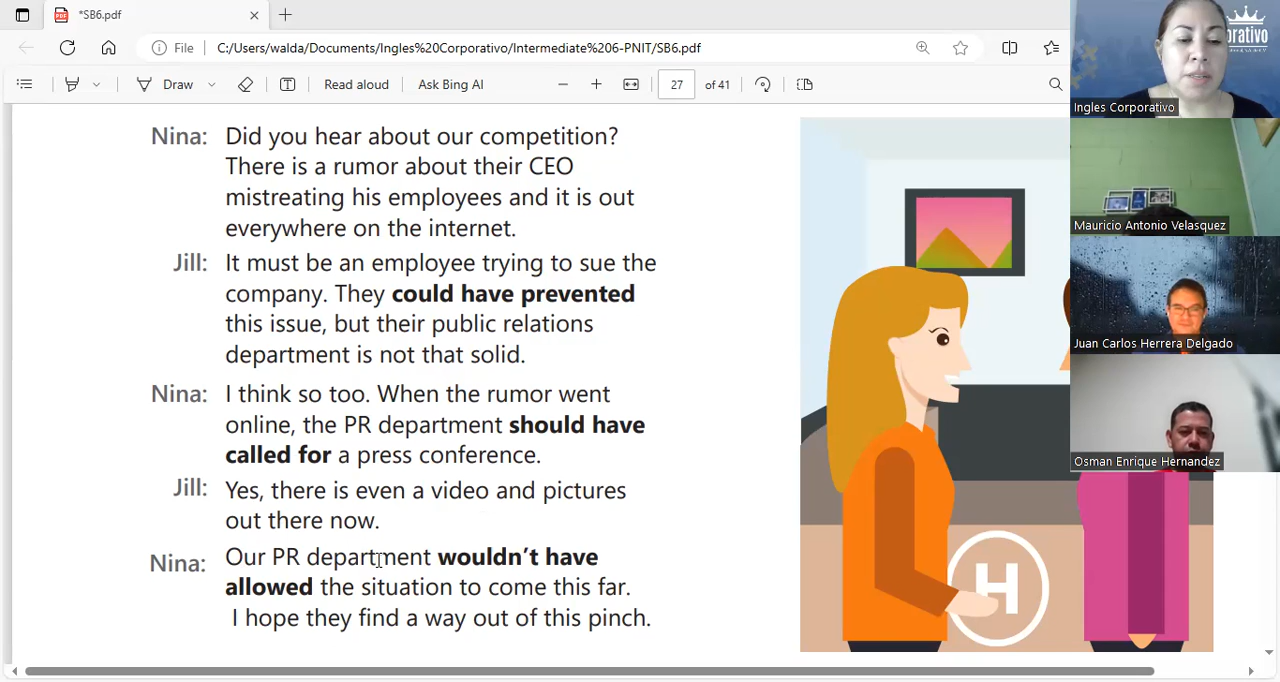 *SB6.pdf
File C:/Users/walda/Documents/Ingles%20Corporativo/Intermediate%206-PNIT/SB6.pdf
Draw Read aloud Ask Bing AI 27 of 41
Nina: Did you hear about our competition?
There is a rumor about their CEO
mistreating his employees and it is out
everywhere on the internet.
Jill: It must be an employee trying to sue the
company. They could have prevented
this issue, but their public relations
department is not that solid.
Nina: I think so too. When the rumor went
online, the PR department should have
called for a press conference.
Jill: Yes, there is even a video and pictures
out there now.
Nina: Our PR department wouldn't have
allowed the situation to come this far.
I hope they find a way out of this pinch.
H
Ingles Corporativo
Mauricio Antonio Velasquez
Juan Carlos Herrera Delgado
Osman Enrique Hernandez